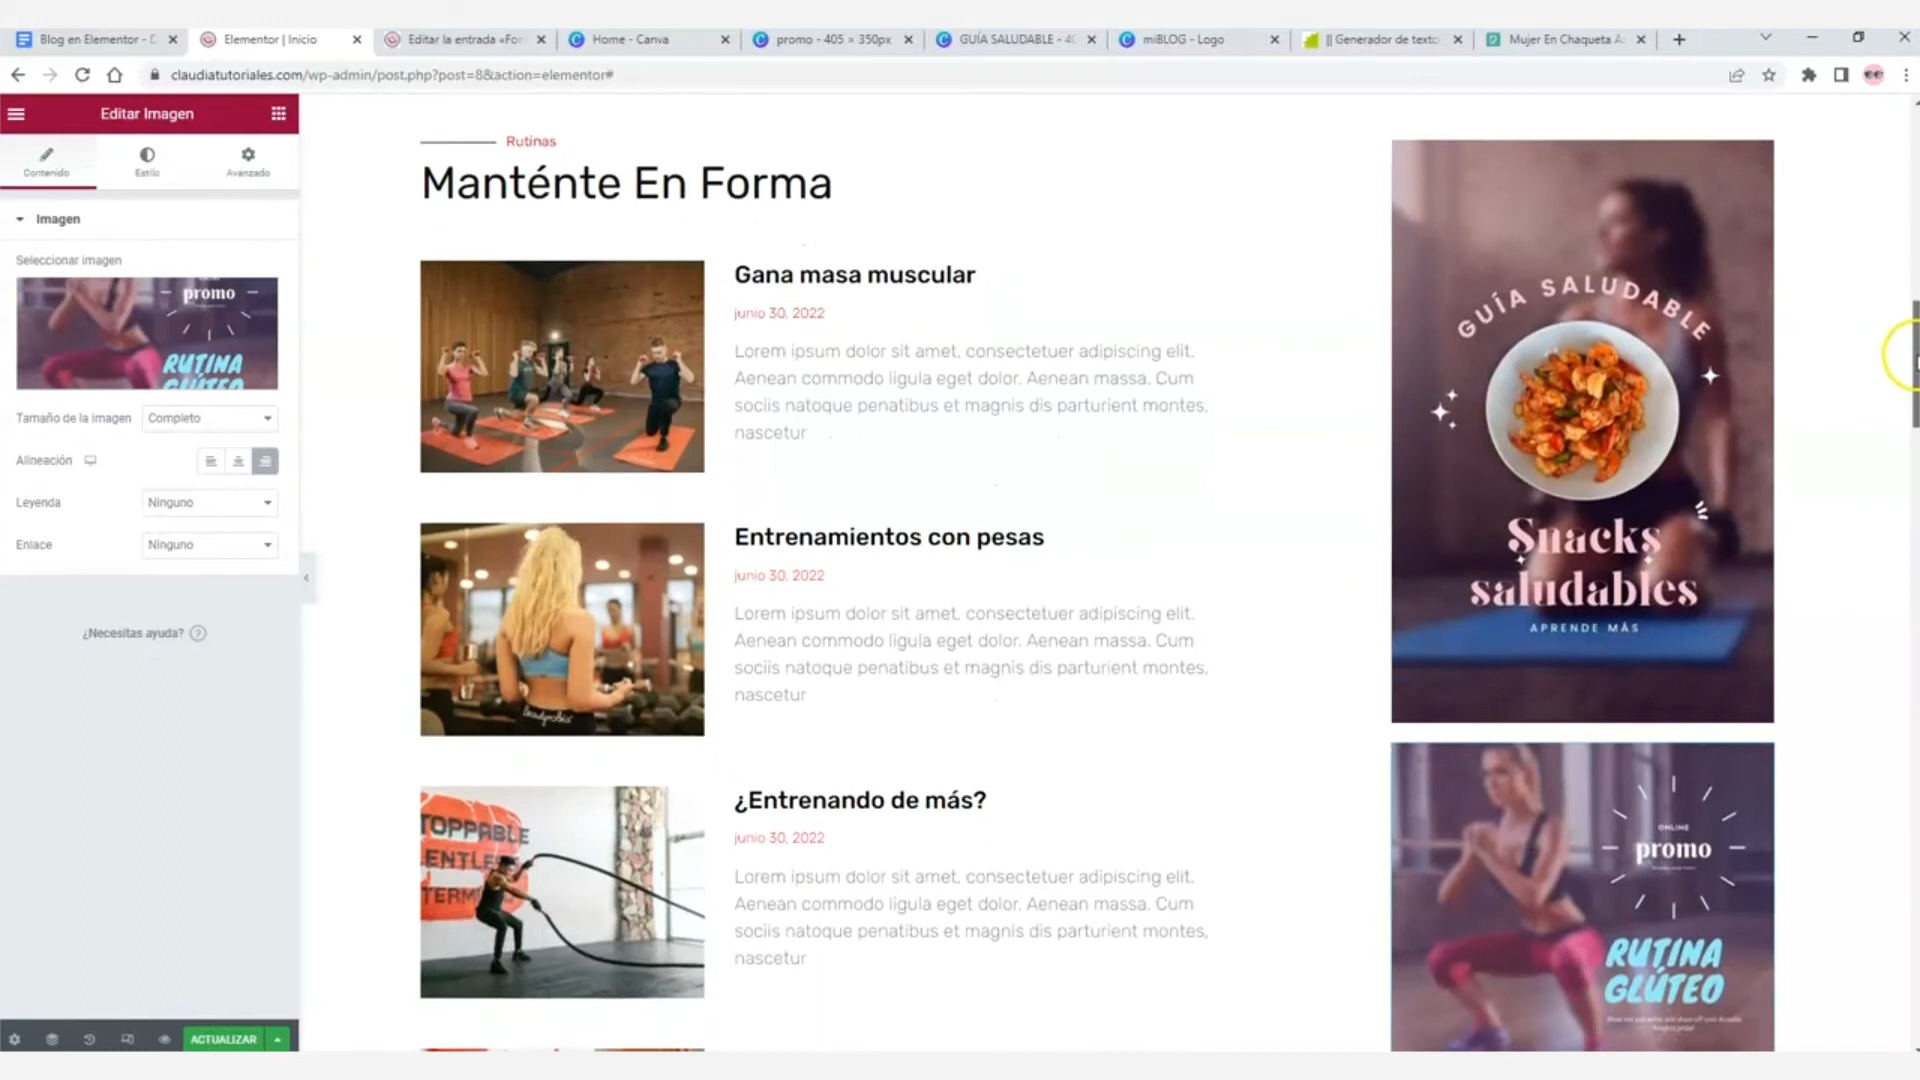 Blog en Elementor - D
Elementor | Inicio
Editar la entrada «For
Home - Canva
promo - 405 × 350px
GUÍA SALUDABLE - 40
miBLOG - Logo
|| Generador de texto
Mujer En Chaqueta A
claudiatutoriales.com/wp-admin/post.php?post=8&action=elementor#
Editar Imagen
Contenido
Estilo
Avanzado
Imagen
Seleccionar imagen
promo
RUTINA
GLÚTEO
Tamaño de la imagen
Completo
Alineación
Leyenda
Ninguno
Enlace
Ninguno
¿Necesitas ayuda? ?
ACTUALIZAR
Rutinas
Manténte En Forma
Gana masa muscular
junio 30, 2022
Lorem ipsum dolor sit amet, consectetuer adipiscing elit.
Aenean commodo ligula eget dolor. Aenean massa. Cum
sociis natoque penatibus et magnis dis parturient montes,
nascetur
Entrenamientos con pesas
junio 30, 2022
Lorem ipsum dolor sit amet, consectetuer adipiscing elit.
Aenean commodo ligula eget dolor. Aenean massa. Cum
sociis natoque penatibus et magnis dis parturient montes,
nascetur
TOPPABLE
ENTLE
TERM
¿Entrenando de más?
junio 30, 2022
Lorem ipsum dolor sit amet, consectetuer adipiscing elit.
Aenean commodo ligula eget dolor. Aenean massa. Cum
sociis natoque penatibus et magnis dis parturient montes,
nascetur
GUÍA SALUDABLE
Snacks
saludables
APRENDE MÁS
ONLINE
promo
RUTINA
GLÚTEO